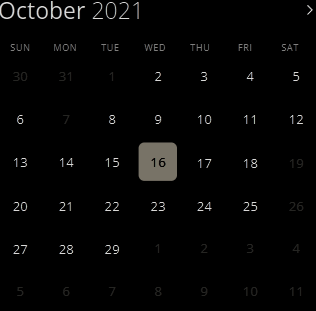 October 2021
SUN MON TUE WED THU FRI SAT
30 31 1 2 3 4 5
6 7 8 9 10 11 12
13 14 15 16 17 18 19
20 21 22 23 24 25 26
27 28 29 1 2 3 4
5 6 7 8 9 10 11